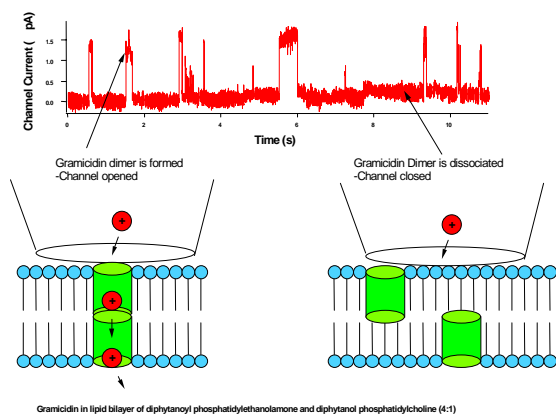 Channel Current ( pA)
1.5
1.0
0.5
0.0
0
2
4
6
8
10
Time (s)
Gramicidin dimer is formed
-Channel opened
Gramicidin Dimer is dissociated
-Channel closed
+
+
+
+
Gramicidin in lipid bilayer of diphytanoyl phosphatidylethanolamone and diphytanol phosphatidylcholine (4:1)